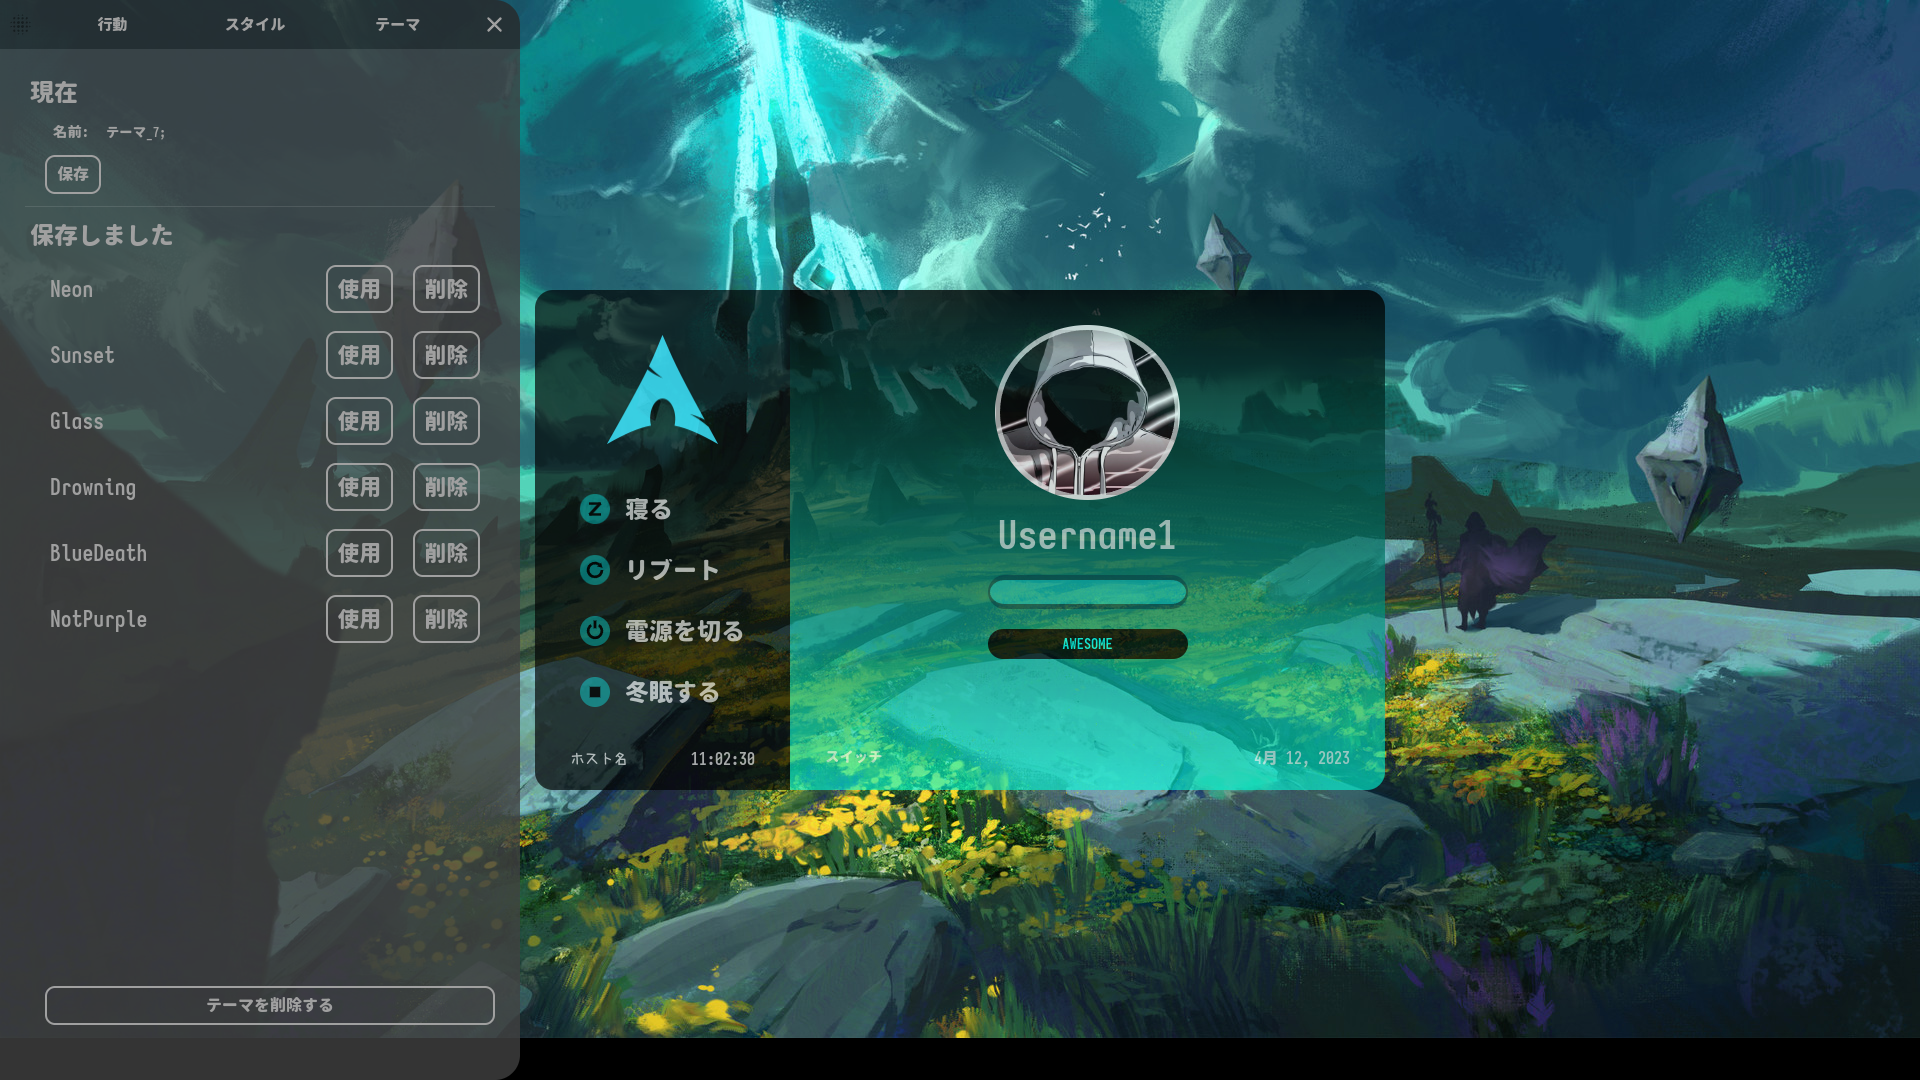 行動 スタイル テーマ
現在
名前: テーマ_7;
保存
保存しました
Neon 使用 削除
Sunset 使用 削除
Glass 使用 削除
Drowning 使用 削除
BlueDeath 使用 削除
NotPurple 使用 削除
テーマを削除する
寝る
リブート
電源を切る
冬眠する
ホスト名 11:02:30
Username1
AWESOME
スイッチ 4月 12, 2023